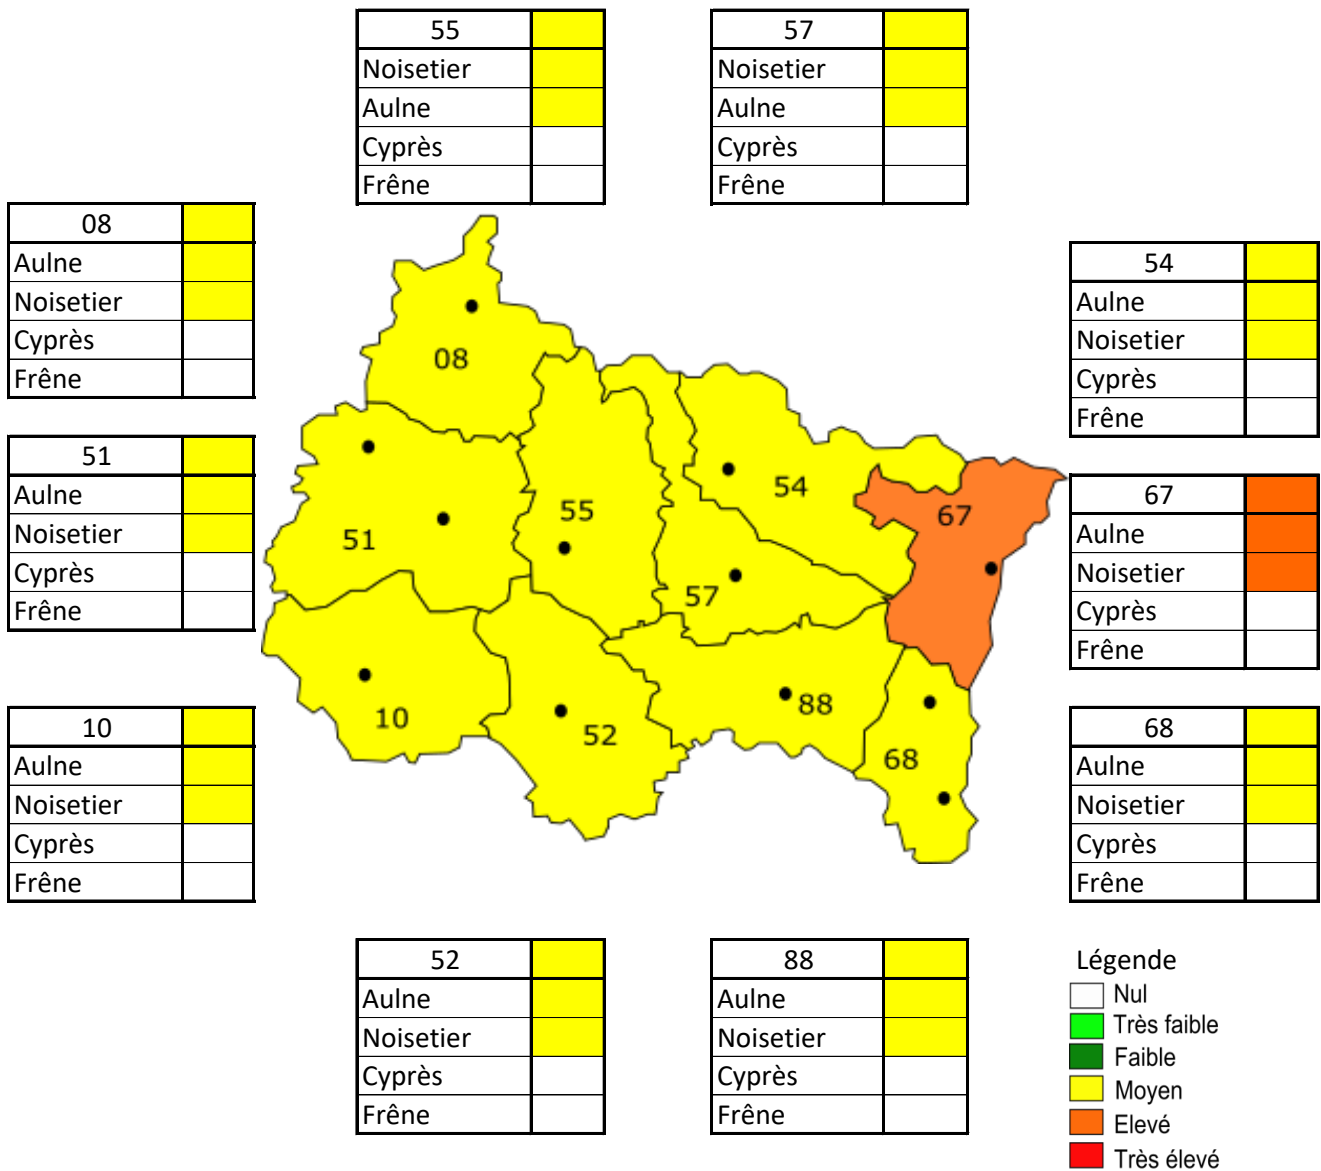 55
Noisetier
Aulne
Cyprès
Frêne
57
Noisetier
Aulne
Cyprès
Frêne
08
Aulne
Noisetier
Cyprès
Frêne
54
Aulne
Noisetier
Cyprès
Frêne
51
Aulne
Noisetier
Cyprès
Frêne
67
Aulne
Noisetier
Cyprès
Frêne
10
Aulne
Noisetier
Cyprès
Frêne
68
Aulne
Noisetier
Cyprès
Frêne
08
54
55
67
51
57
10
52
88
68
52
Aulne
Noisetier
Cyprès
Frêne
88
Aulne
Noisetier
Cyprès
Frêne
Légende
Nul
Très faible
Faible
Moyen
Elevé
Très élevé